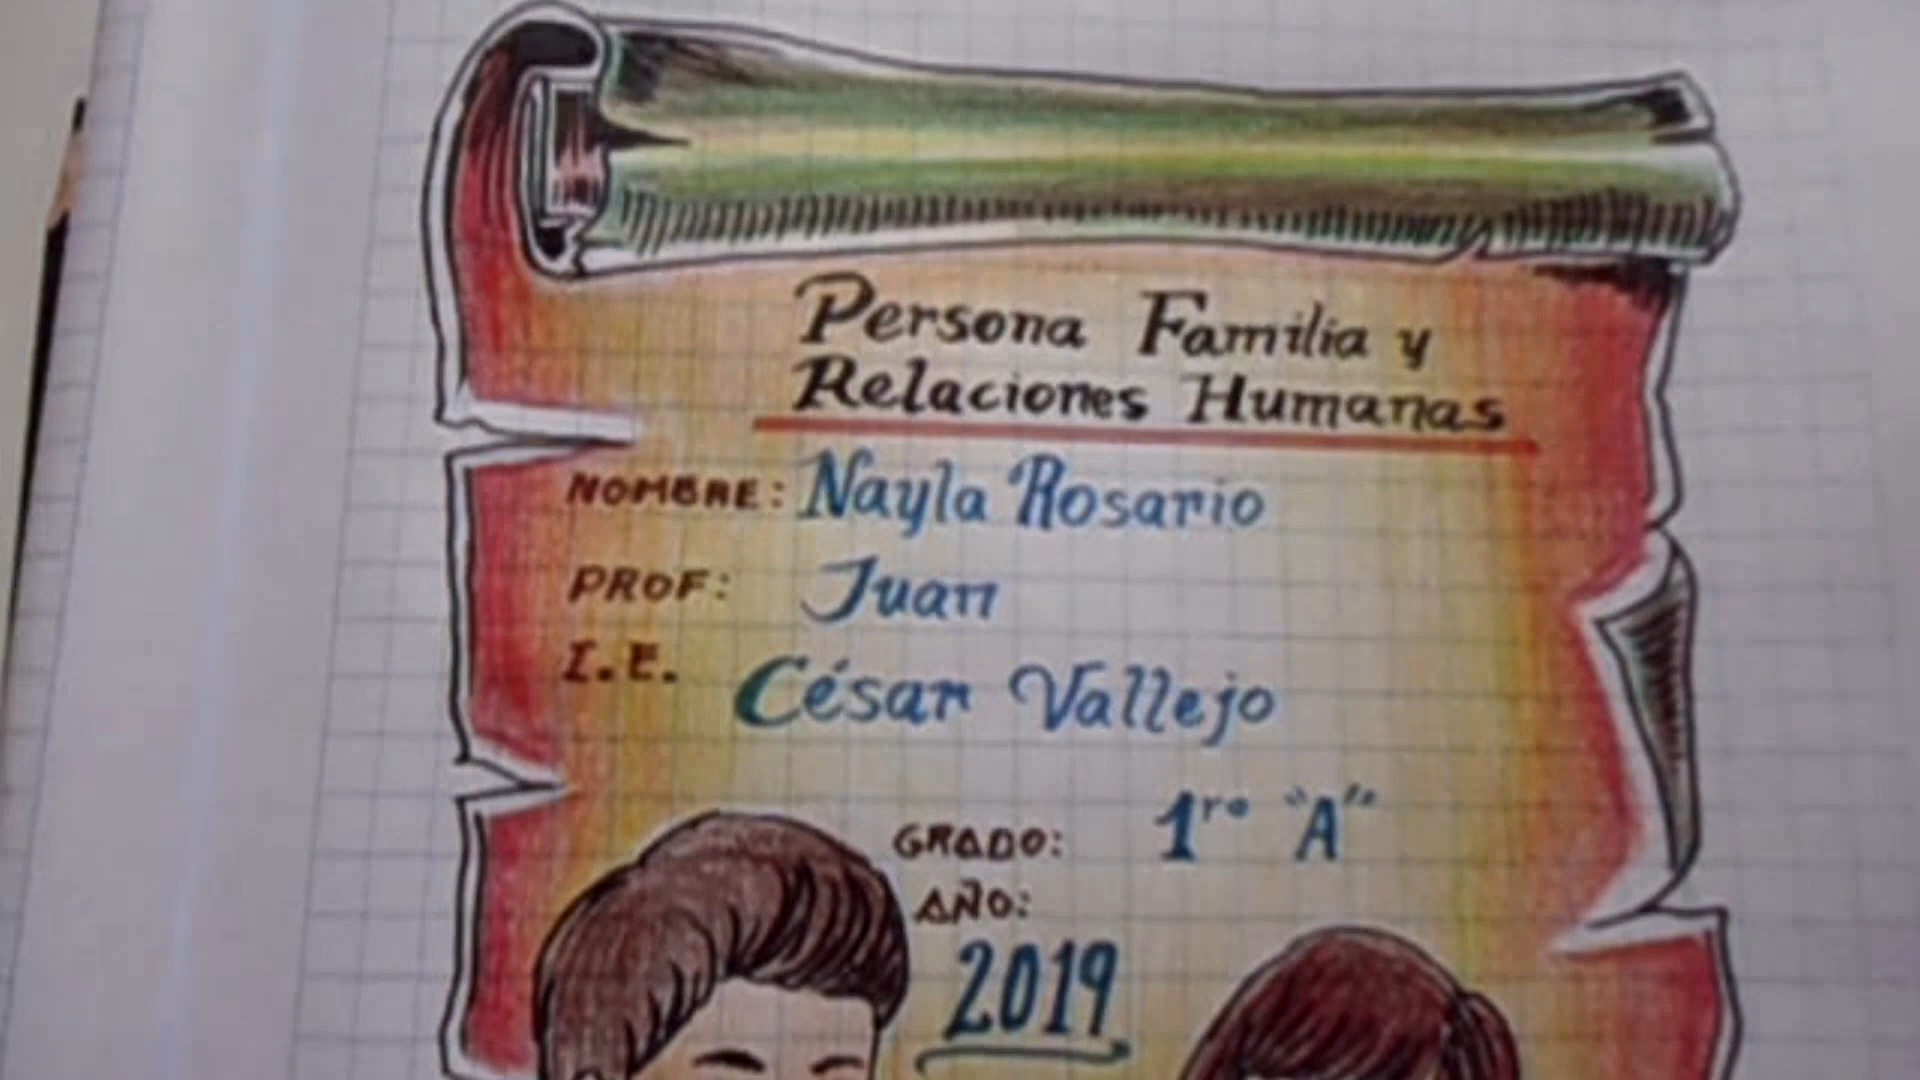 Persona Familia y
Relaciones Humanas
NOMBRE: Nayla Rosario
PROF: Juan
I.E. César Vallejo
GRADO: 1ro "A"
AÑO:
2019